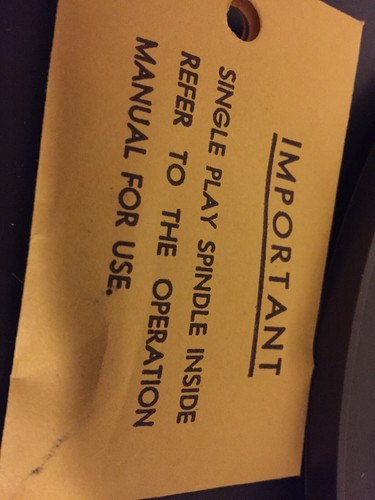 IMPORTANT
SINGLE PLAY SPINDLE INSIDE
REFER TO THE OPERATION
MANUAL FOR USE.